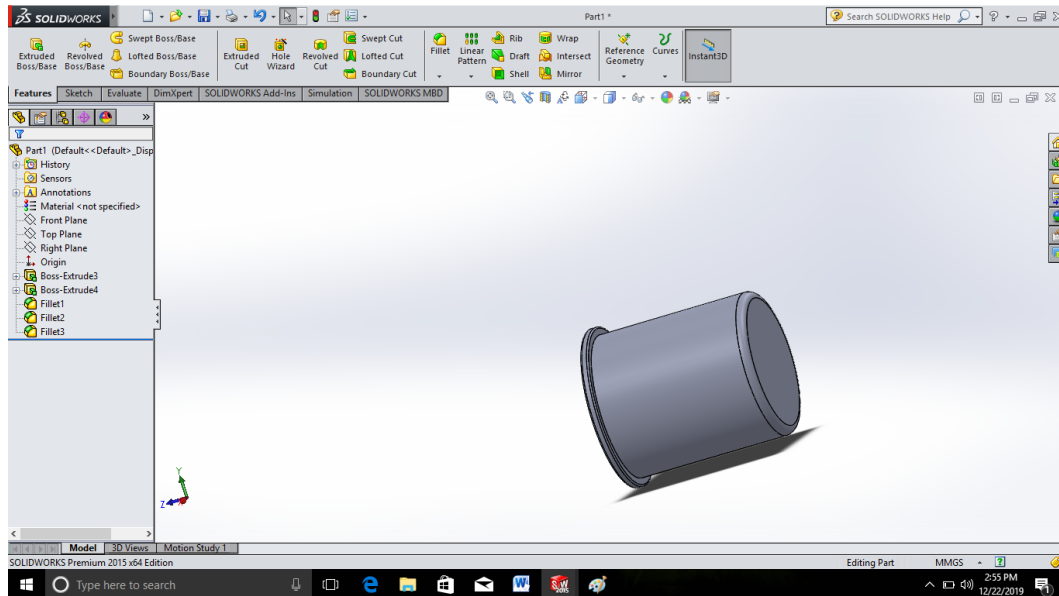 SOLIDWORKS
Part1 *
Search SOLIDWORKS Help
Extruded Boss/Base
Revolved Boss/Base
Swept Boss/Base
Lofted Boss/Base
Boundary Boss/Base
Extruded Cut
Hole Wizard
Revolved Cut
Swept Cut
Lofted Cut
Boundary Cut
Fillet
Linear Pattern
Rib
Draft
Shell
Wrap
Intersect
Mirror
Reference Geometry
Curves
Instant3D
Features Sketch Evaluate DimXpert SOLIDWORKS Add-Ins Simulation SOLIDWORKS MBD
Part1 (Default<<Default>_Disp
History
Sensors
Annotations
Material <not specified>
Front Plane
Top Plane
Right Plane
Origin
Boss-Extrude3
Boss-Extrude4
Fillet1
Fillet2
Fillet3
Y
Z
Model 3D Views Motion Study 1
SOLIDWORKS Premium 2015 x64 Edition
Editing Part
MMGS
Type here to search
2:55 PM
12/22/2019